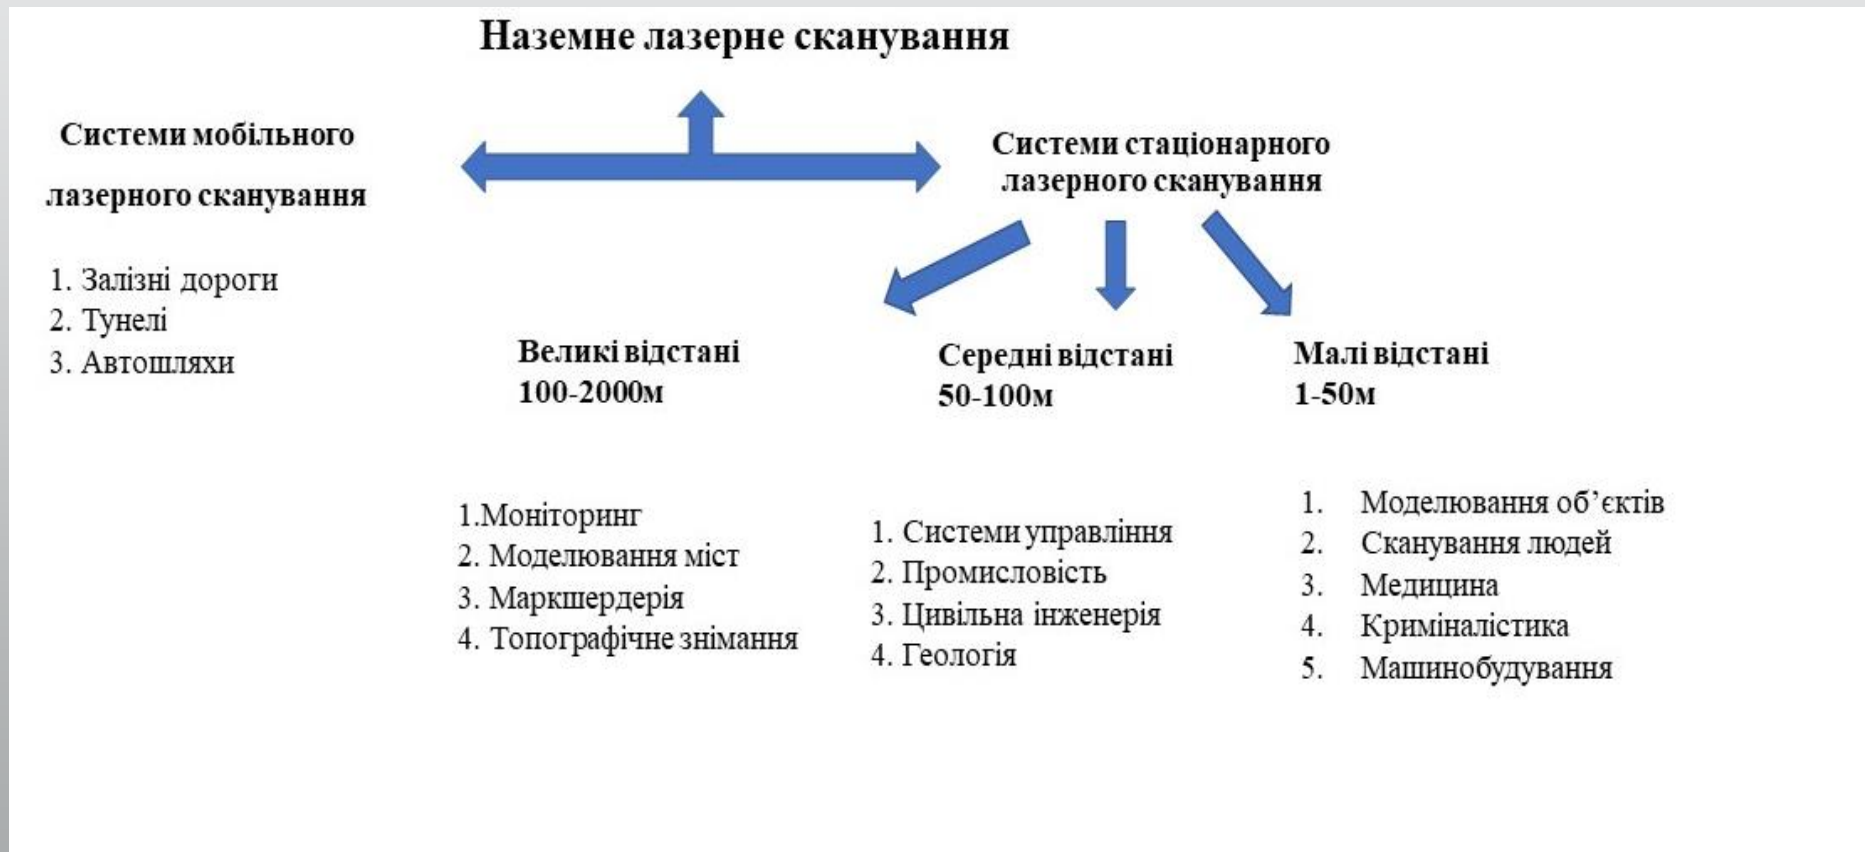 Наземне лазерне сканування
Системи мобільного
лазерного сканування
1. Залізні дороги
2. Тунелі
3. Автошляхи
Системи стаціонарного
лазерного сканування
Великі відстані
100-2000м
1.Моніторинг
2. Моделювання міст
3. Маркшердерія
4. Топографічне знімання
Середні відстані
50-100м
1. Системи управління
2. Промисловість
3. Цивільна інженерія
4. Геологія
Малі відстані
1-50м
1. Моделювання об’єктів
2. Сканування людей
3. Медицина
4. Криміналістика
5. Машинобудування